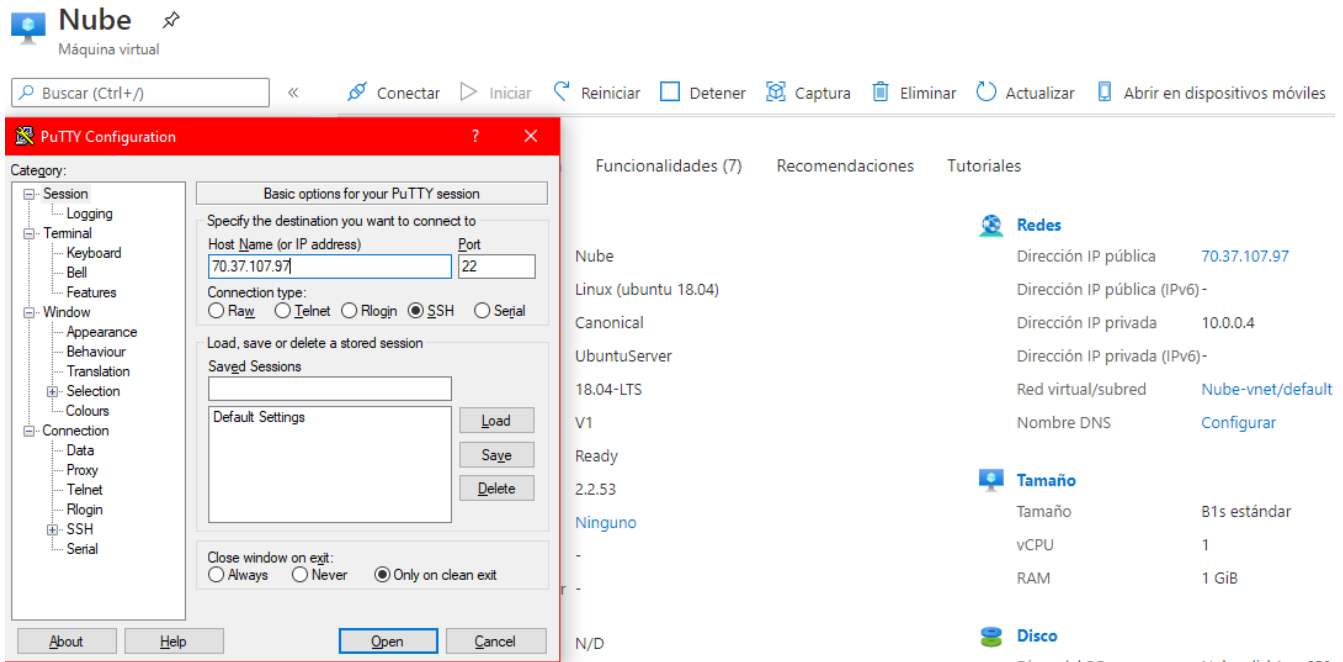 Nube
Máquina virtual
Buscar (Ctrl+/)
«
Conectar
Iniciar
Reiniciar
Detener
Captura
Eliminar
Actualizar
Abrir en dispositivos móviles
PuTTY Configuration
?
Category:
Session
Logging
Terminal
Keyboard
Bell
Features
Window
Appearance
Behaviour
Translation
Selection
Colours
Connection
Data
Proxy
Telnet
Rlogin
SSH
Serial
Basic options for your PuTTY session
Specify the destination you want to connect to
Host Name (or IP address) Port
70.37.107.97 22
Connection type:
Raw Telnet Rlogin SSH Serial
Load, save or delete a stored session
Saved Sessions
Default Settings
Load
Save
Delete
Close window on exit:
Always Never Only on clean exit
About Help Open Cancel
Funcionalidades (7) Recomendaciones Tutoriales
Nube
Linux (ubuntu 18.04)
Canonical
UbuntuServer
18.04-LTS
V1
Ready
2.2.53
Ninguno
-
r -
N/D
Redes
Dirección IP pública 70.37.107.97
Dirección IP pública (IPv6) -
Dirección IP privada 10.0.0.4
Dirección IP privada (IPv6) -
Red virtual/subred Nube-vnet/default
Nombre DNS Configurar
Tamaño
Tamaño B1s estándar
vCPU 1
RAM 1 GiB
Disco